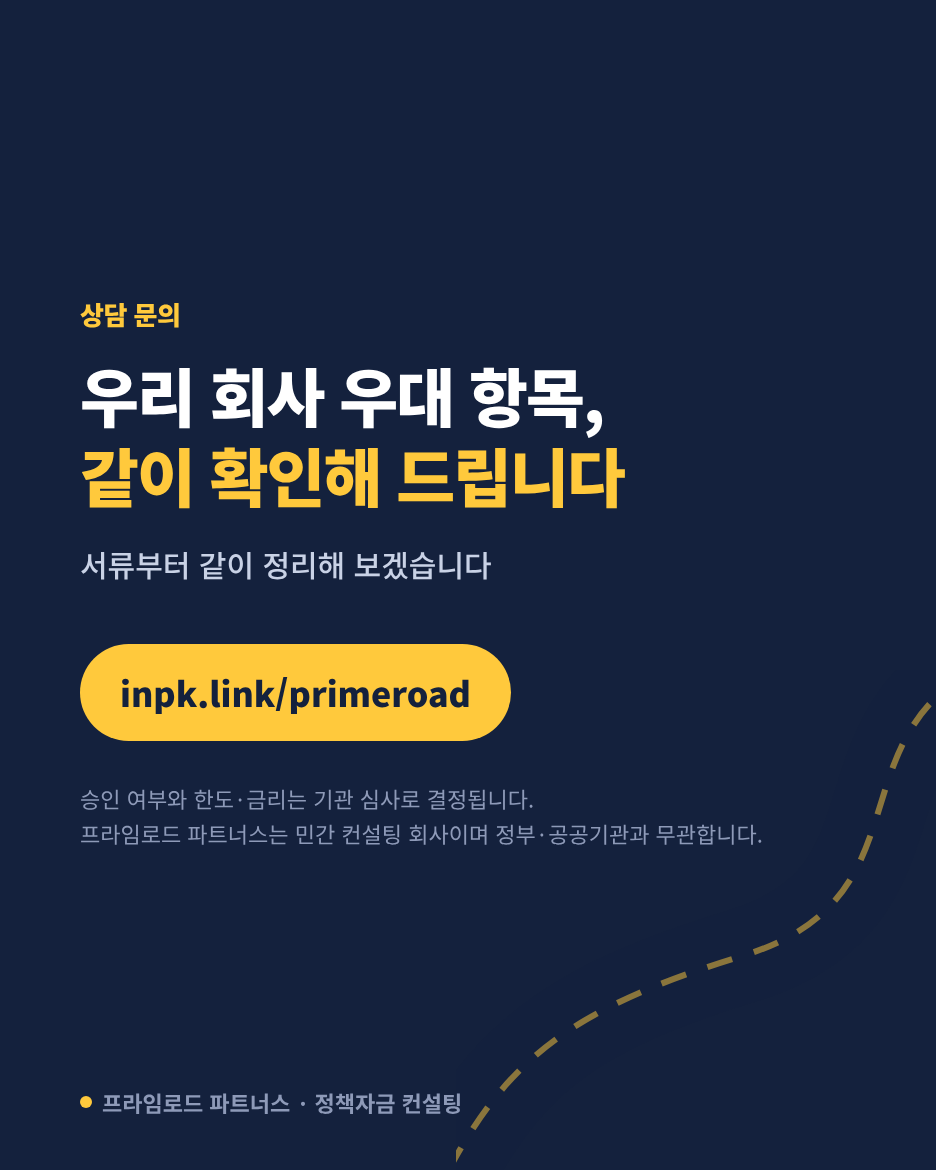 상담 문의
우리 회사 우대 항목,
같이 확인해 드립니다
서류부터 같이 정리해 보겠습니다
inpk.link/primeroad
승인 여부와 한도·금리는 기관 심사로 결정됩니다.
프라임로드 파트너스는 민간 컨설팅 회사이며 정부·공공기관과 무관합니다.
프라임로드 파트너스 · 정책자금 컨설팅